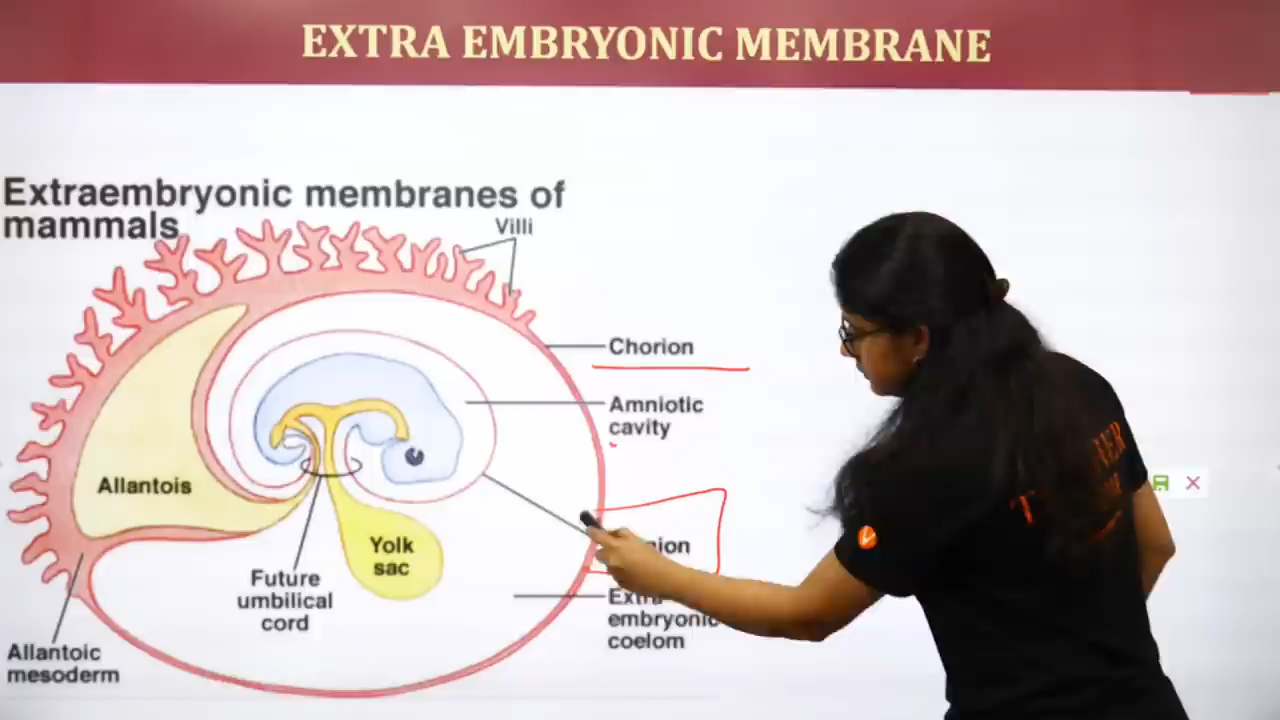 EXTRA EMBRYONIC MEMBRANE
Extraembryonic membranes of
mammals
Villi
Chorion
Amniotic
cavity
Allantois
Yolk
sac
Future
umbilical
cord
embryonic
coelom
Allantoic
mesoderm